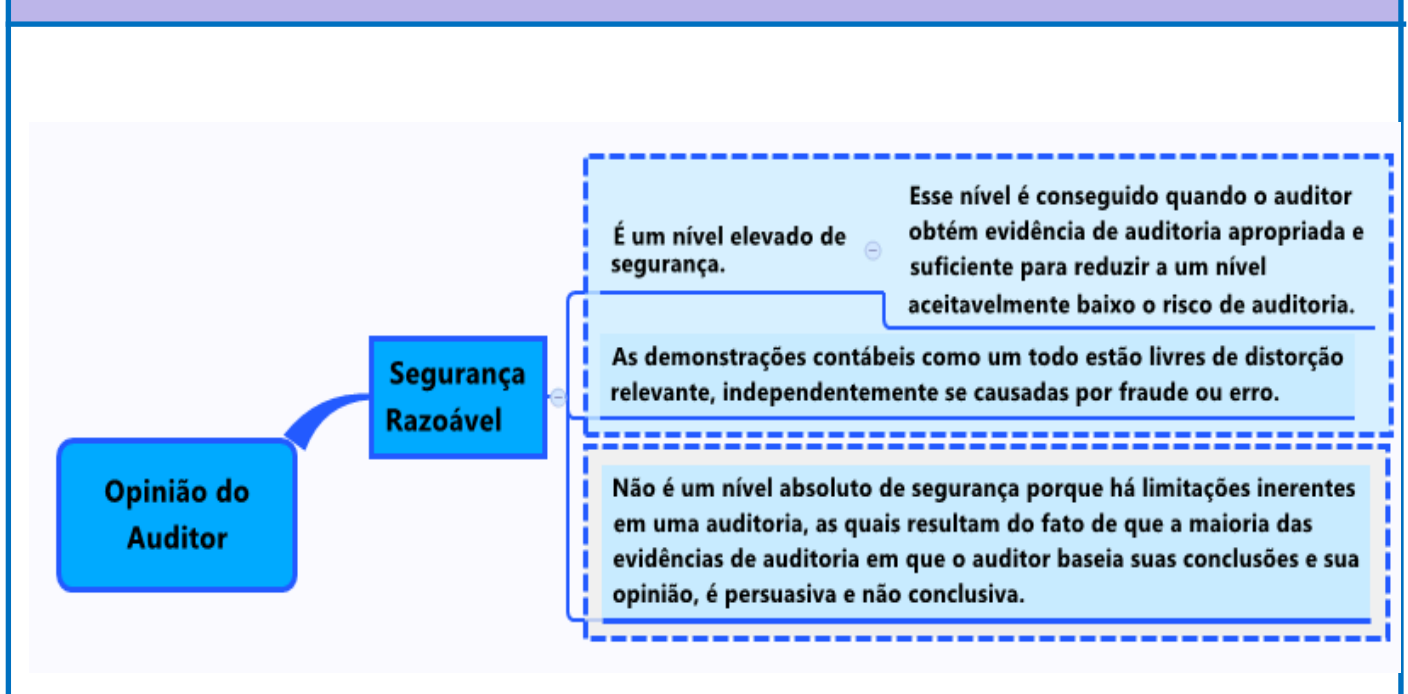 Opinião do
Auditor
Segurança
Razoável
É um nível elevado de
segurança.
Esse nível é conseguido quando o auditor
obtém evidência de auditoria apropriada e
suficiente para reduzir a um nível
aceitavelmente baixo o risco de auditoria.
As demonstrações contábeis como um todo estão livres de distorção
relevante, independentemente se causadas por fraude ou erro.
Não é um nível absoluto de segurança porque há limitações inerentes
em uma auditoria, as quais resultam do fato de que a maioria das
evidências de auditoria em que o auditor baseia suas conclusões e sua
opinião, é persuasiva e não conclusiva.